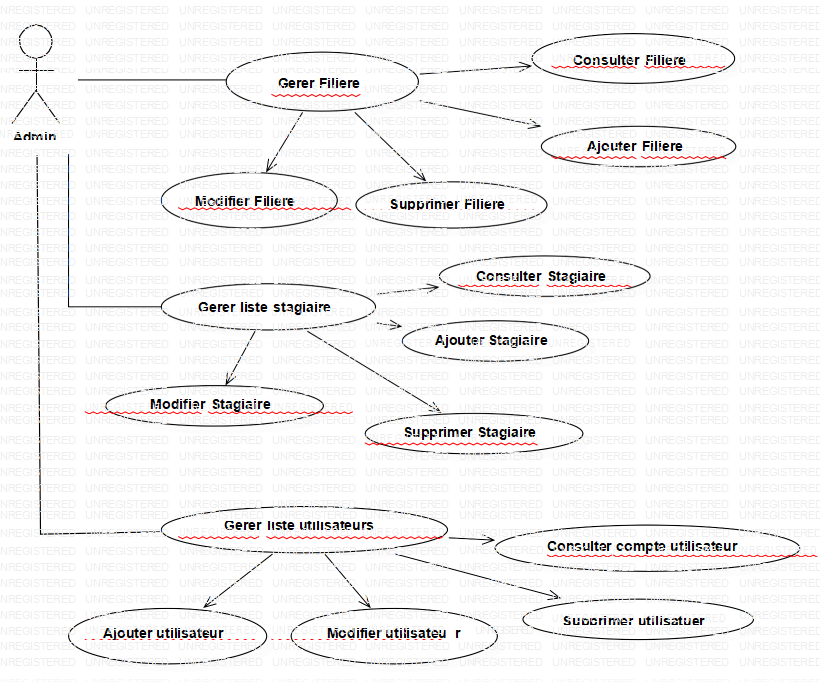 Admin
Gerer Filiere
Consulter Filiere
Ajouter Filiere
Modifier Filiere
Supprimer Filiere
Gerer liste stagiaire
Consulter Stagiaire
Ajouter Stagiaire
Modifier Stagiaire
Supprimer Stagiaire
Gerer liste utilisateurs
Consulter compte utilisateur
Ajouter utilisateur
Modifier utilisateu r
Supprimer utilisatuer
UNREGISTERED